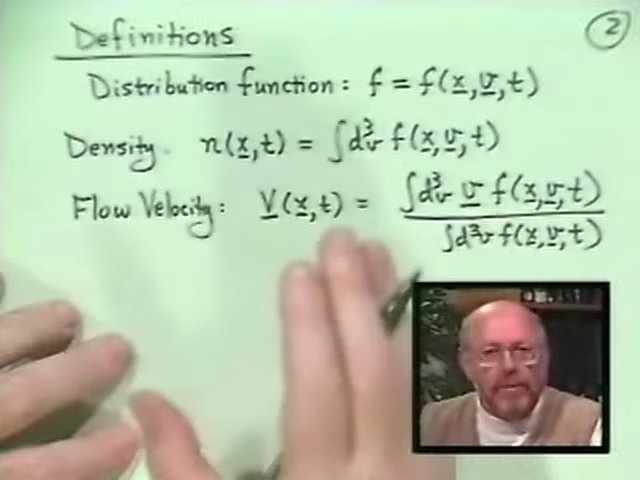 Definitions
2
Distribution function: f = f(x, v, t)
Density. n(x,t) = ∫d³v f(x, v, t)
Flow Velocity: V(x,t) = ∫d³v v f(x, v, t) / ∫d³v f(x, v, t)